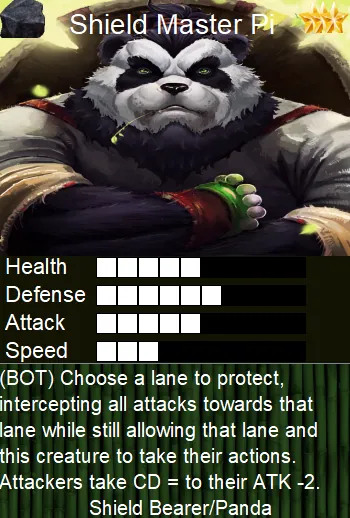 Shield Master Pi
Health
Defense
Attack
Speed
(BOT) Choose a lane to protect,
intercepting all attacks towards that
lane while still allowing that lane and
this creature to take their actions.
Attackers take CD = to their ATK -2.
Shield Bearer/Panda